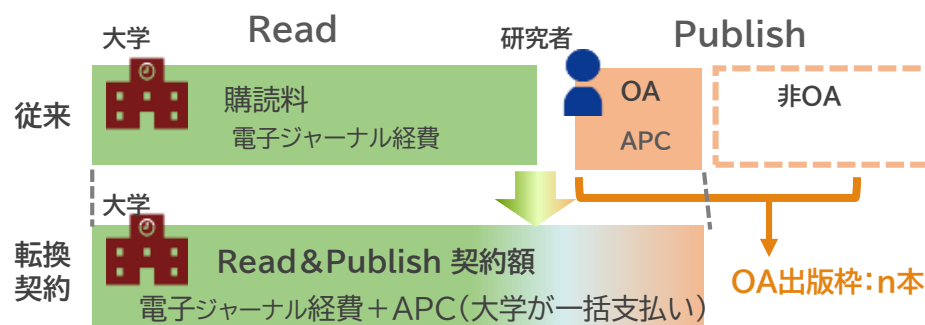 Read
Publish
大学
研究者
従来
購読料
電子ジャーナル経費
OA
APC
非OA
大学
転換
契約
Read&Publish 契約額
電子ジャーナル経費+APC(大学が一括支払い)
OA出版枠:n本